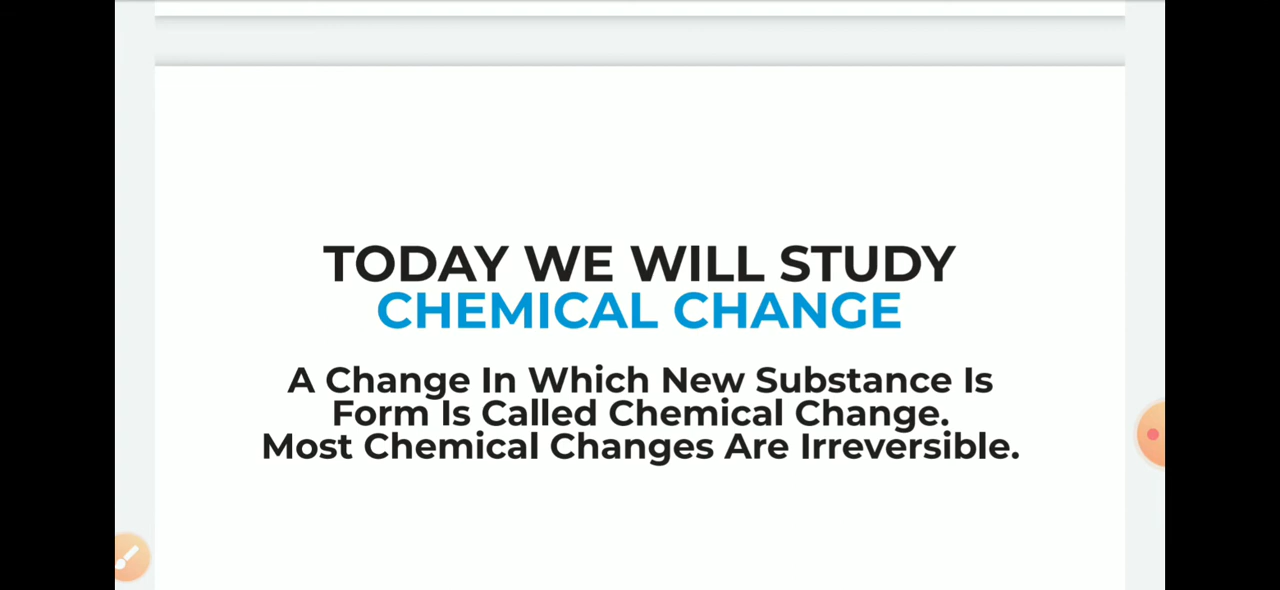 TODAY WE WILL STUDY
CHEMICAL CHANGE
A Change In Which New Substance Is
Form Is Called Chemical Change.
Most Chemical Changes Are Irreversible.